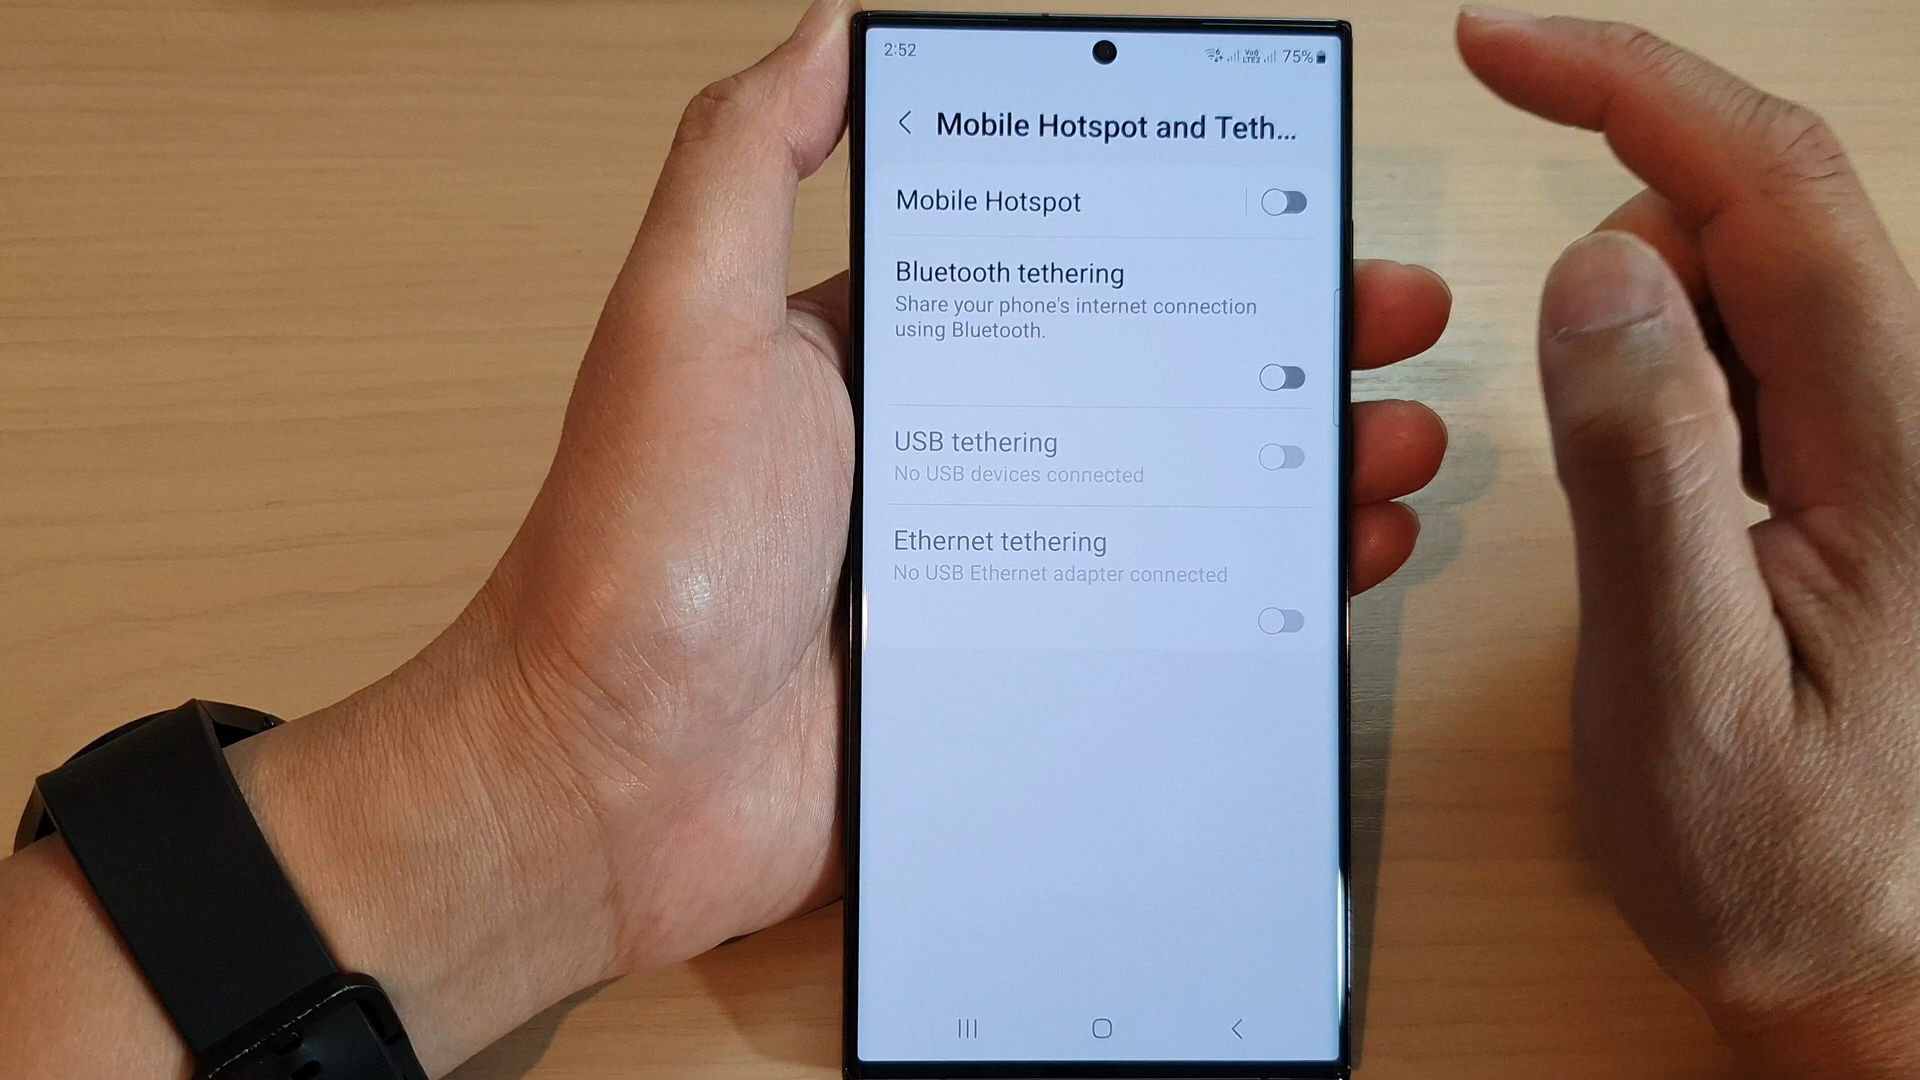 2:52
75%
Mobile Hotspot and Teth...
Mobile Hotspot
Bluetooth tethering
Share your phone's internet connection
using Bluetooth.
USB tethering
No USB devices connected
Ethernet tethering
No USB Ethernet adapter connected